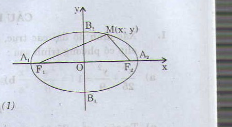 y
B₂
M(x; y)
A₁
A₂
F₁
O
F₂
x
B₁
(1)